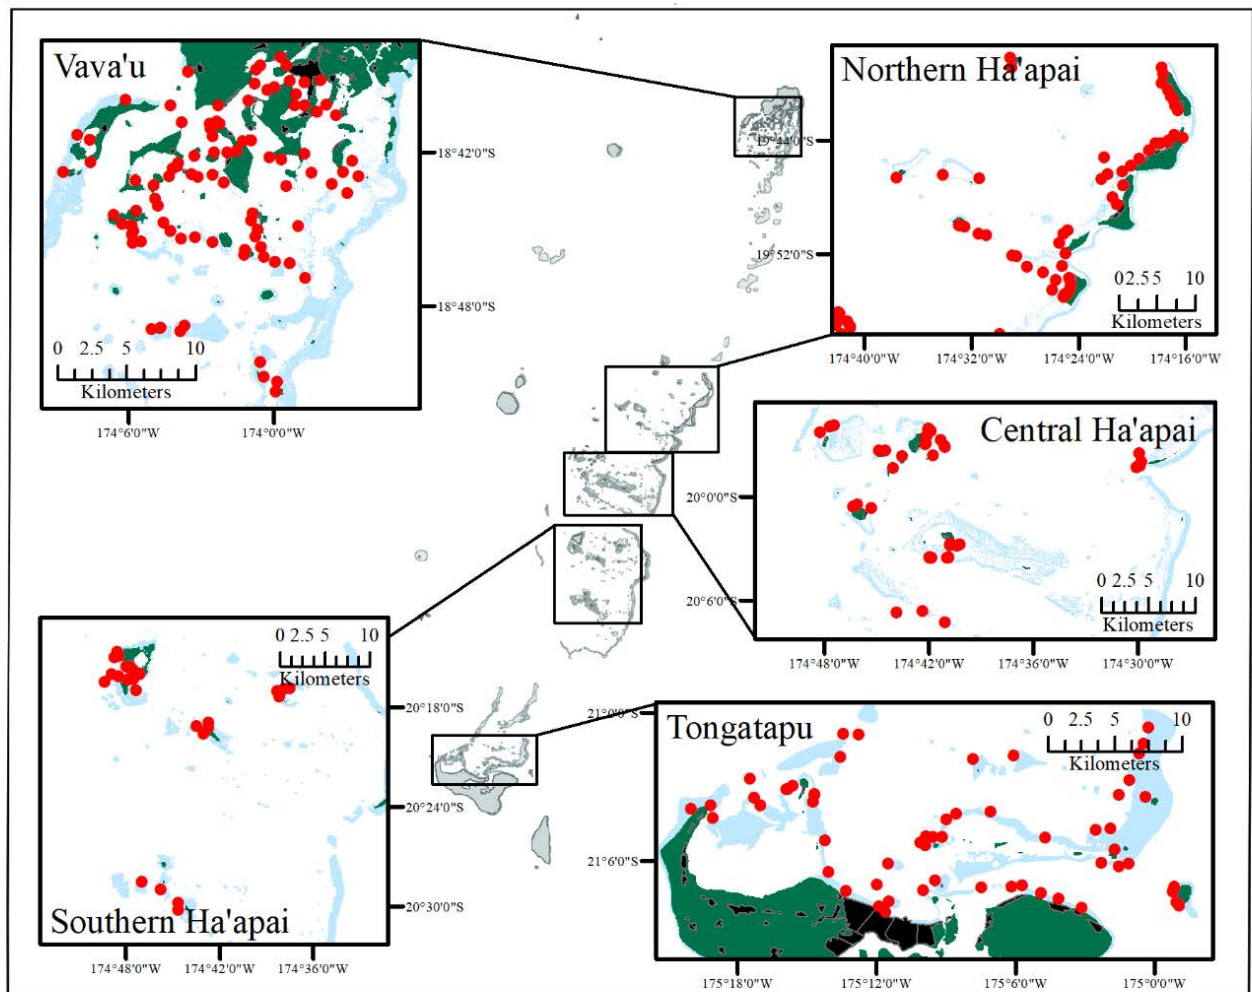 Vava'u
18°42'0"S
18°48'0"S
0 2.5 5 10
Kilometers
174°6'0"W 174°0'0"W
Northern Ha'apai
19°44'0"S
19°52'0"S
0 2.5 5 10
Kilometers
174°40'0"W 174°32'0"W 174°24'0"W 174°16'0"W
Central Ha'apai
20°0'0"S
20°6'0"S
0 2.5 5 10
Kilometers
174°48'0"W 174°42'0"W 174°36'0"W 174°30'0"W
0 2.5 5 10
Kilometers
20°18'0"S
20°24'0"S
20°30'0"S
Southern Ha'apai
174°48'0"W 174°42'0"W 174°36'0"W
Tongatapu
21°0'0"S
21°6'0"S
0 2.5 5 10
Kilometers
175°18'0"W 175°12'0"W 175°6'0"W 175°0'0"W